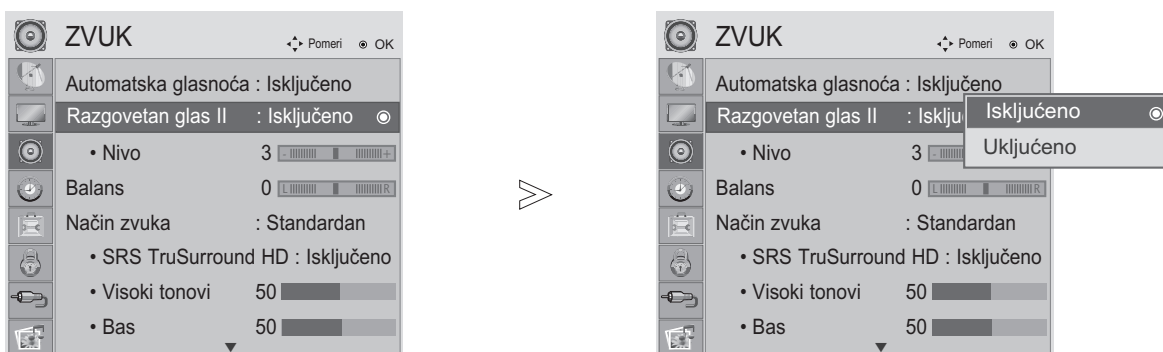 ZVUK
Pomeri OK
Automatska glasnoća : Isključeno
Razgovetan glas II : Isključeno
• Nivo 3 - +
Balans 0 L R
Način zvuka : Standardan
• SRS TruSurround HD : Isključeno
• Visoki tonovi 50
• Bas 50
ZVUK
Pomeri OK
Automatska glasnoća : Isključeno
Razgovetan glas II : Isklju
Isključeno
Ukljućeno
• Nivo 3 -
Balans 0 L R
Način zvuka : Standardan
• SRS TruSurround HD : Isključeno
• Visoki tonovi 50
• Bas 50